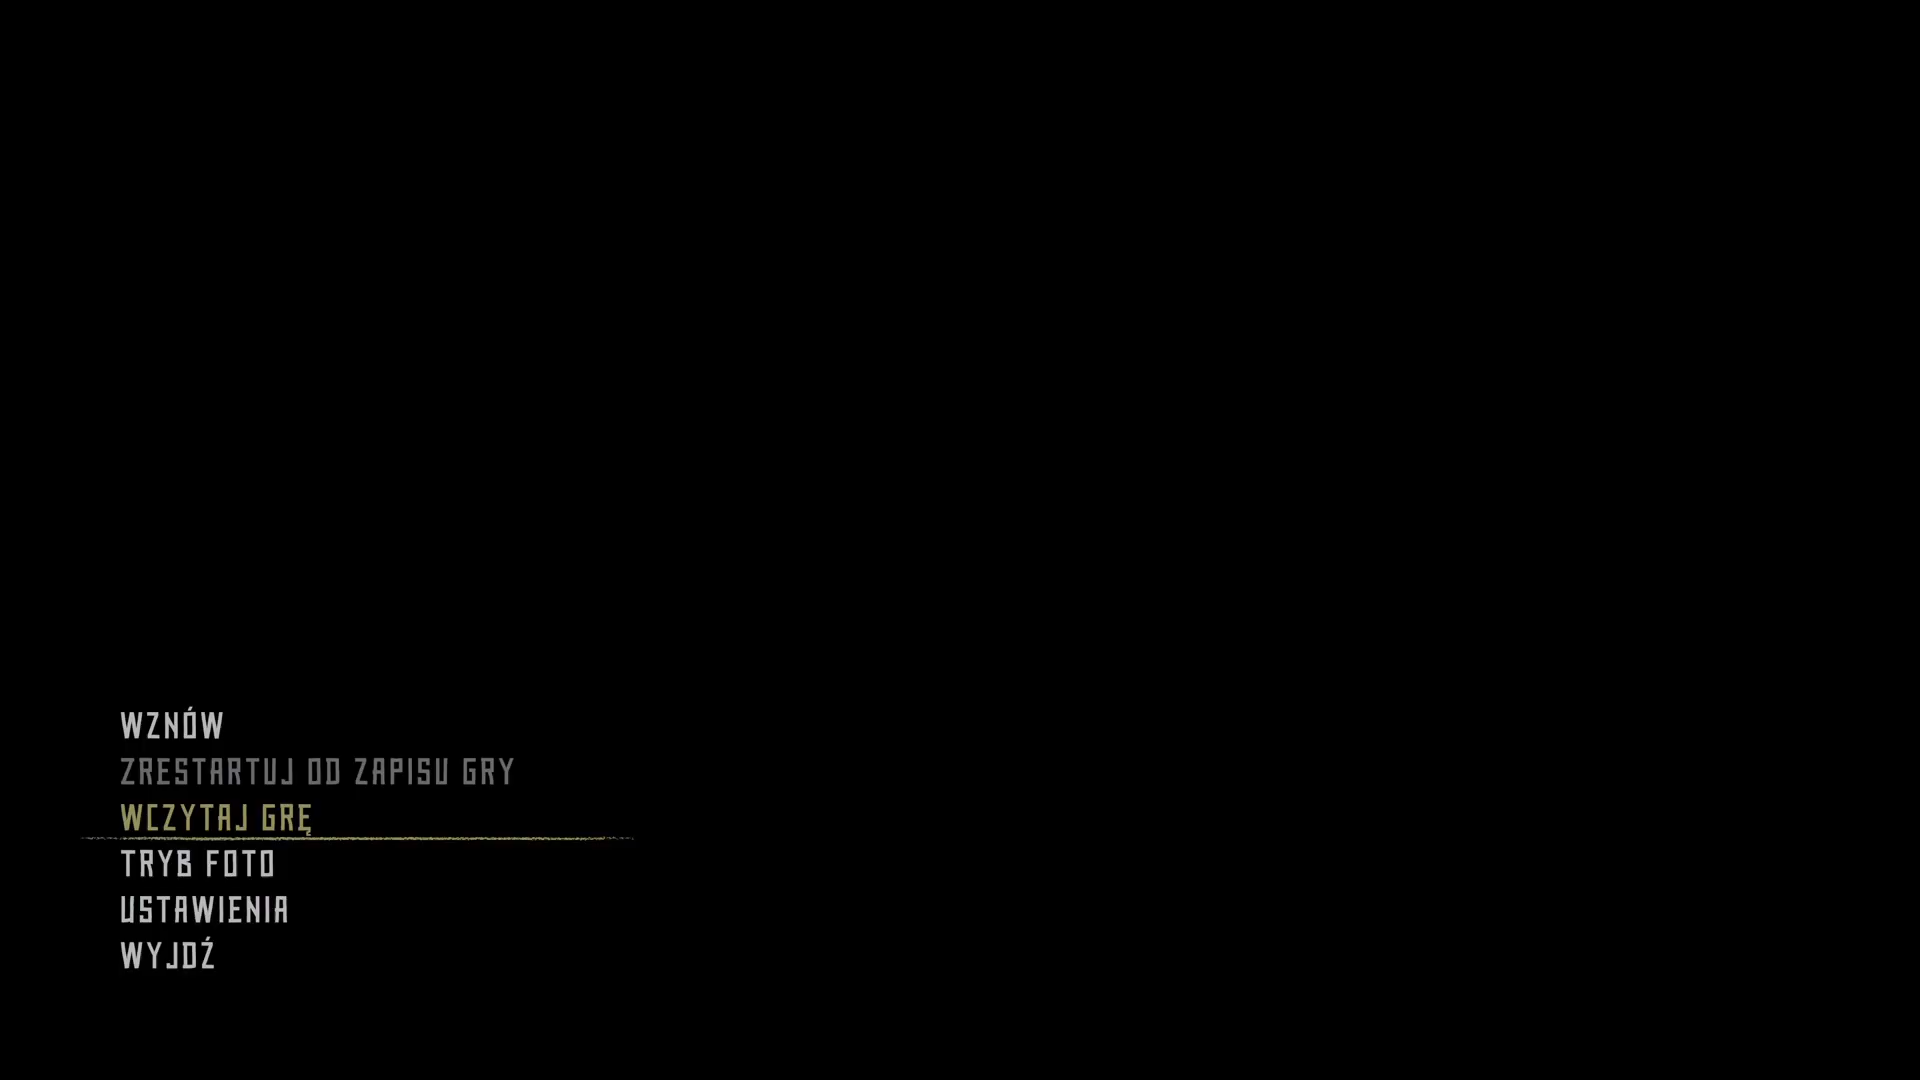 WZNÓW
ZRESTARTUJ OD ZAPISU GRY
WCZYTAJ GRĘ
TRYB FOTO
USTAWIENIA
WYJDŹ